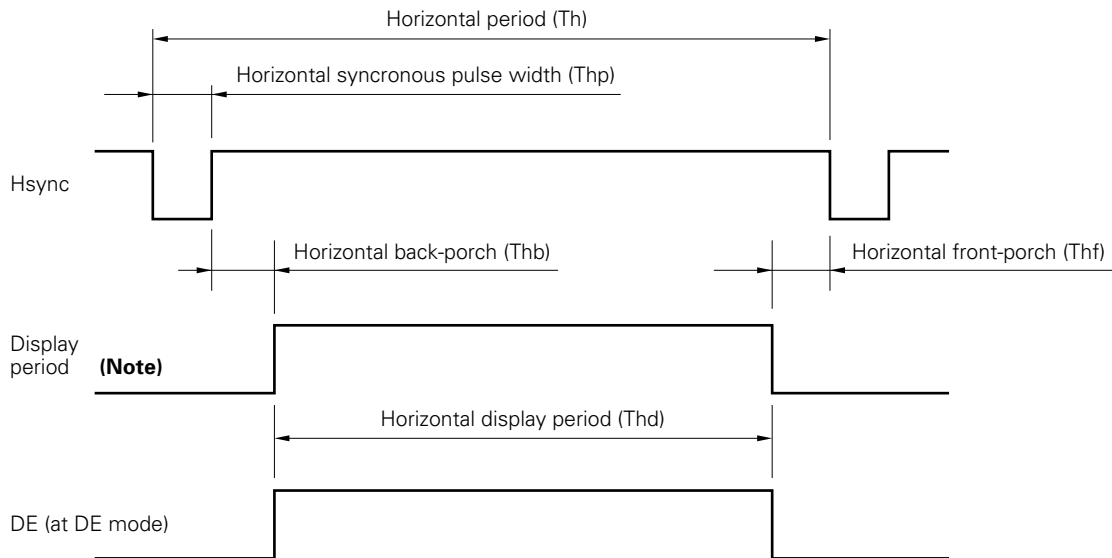 Horizontal period (Th)
Horizontal syncronous pulse width (Thp)
Hsync
Horizontal back-porch (Thb)
Horizontal front-porch (Thf)
Display
period (Note)
Horizontal display period (Thd)
DE (at DE mode)